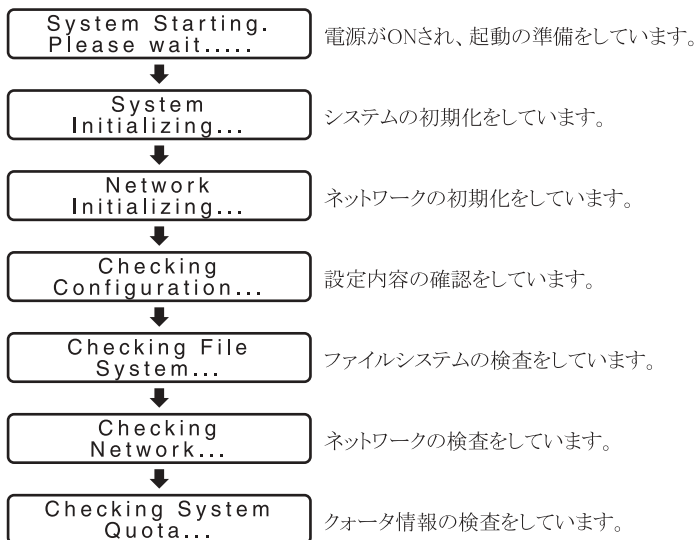 System Starting.
Please wait.....
電源がONされ、起動の準備をしています。
System
Initializing...
システムの初期化をしています。
Network
Initializing...
ネットワークの初期化をしています。
Checking
Configuration...
設定内容の確認をしています。
Checking File
System...
ファイルシステムの検査をしています。
Checking
Network...
ネットワークの検査をしています。
Checking System
Quota...
クォータ情報の検査をしています。